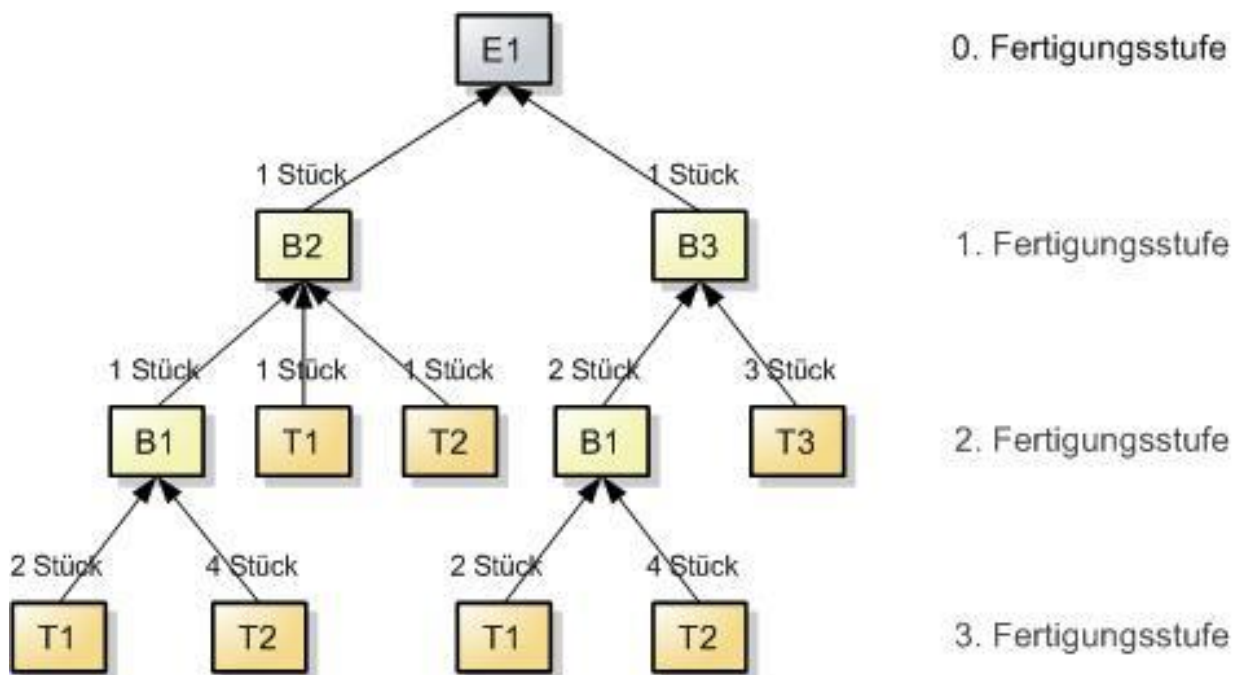 E1
0. Fertigungsstufe
1 Stück
1 Stück
B2
B3
1. Fertigungsstufe
1 Stück
1 Stück
1 Stück
2 Stück
3 Stück
B1
T1
T2
B1
T3
2. Fertigungsstufe
2 Stück
4 Stück
2 Stück
4 Stück
T1
T2
T1
T2
3. Fertigungsstufe